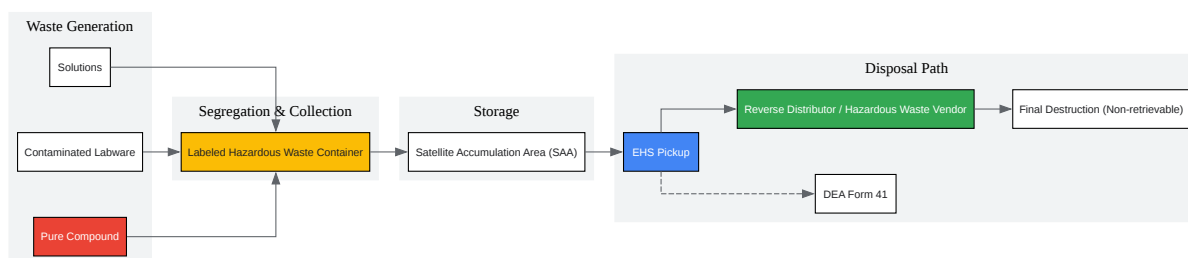 Waste Generation
Solutions
Contaminated Labware
Pure Compound
Segregation & Collection
Labeled Hazardous Waste Container
Storage
Satellite Accumulation Area (SAA)
Disposal Path
EHS Pickup
Reverse Distributor / Hazardous Waste Vendor
Final Destruction (Non-retrievable)
DEA Form 41